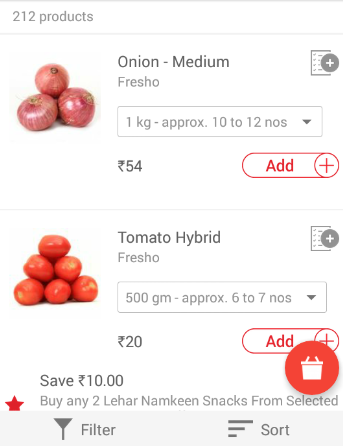 212 products
Onion - Medium
Fresho
1 kg - approx. 10 to 12 nos
₹54
Add
Tomato Hybrid
Fresho
500 gm - approx. 6 to 7 nos
₹20
Add
Save ₹10.00
Buy any 2 Lehar Namkeen Snacks From Selected
Filter
Sort